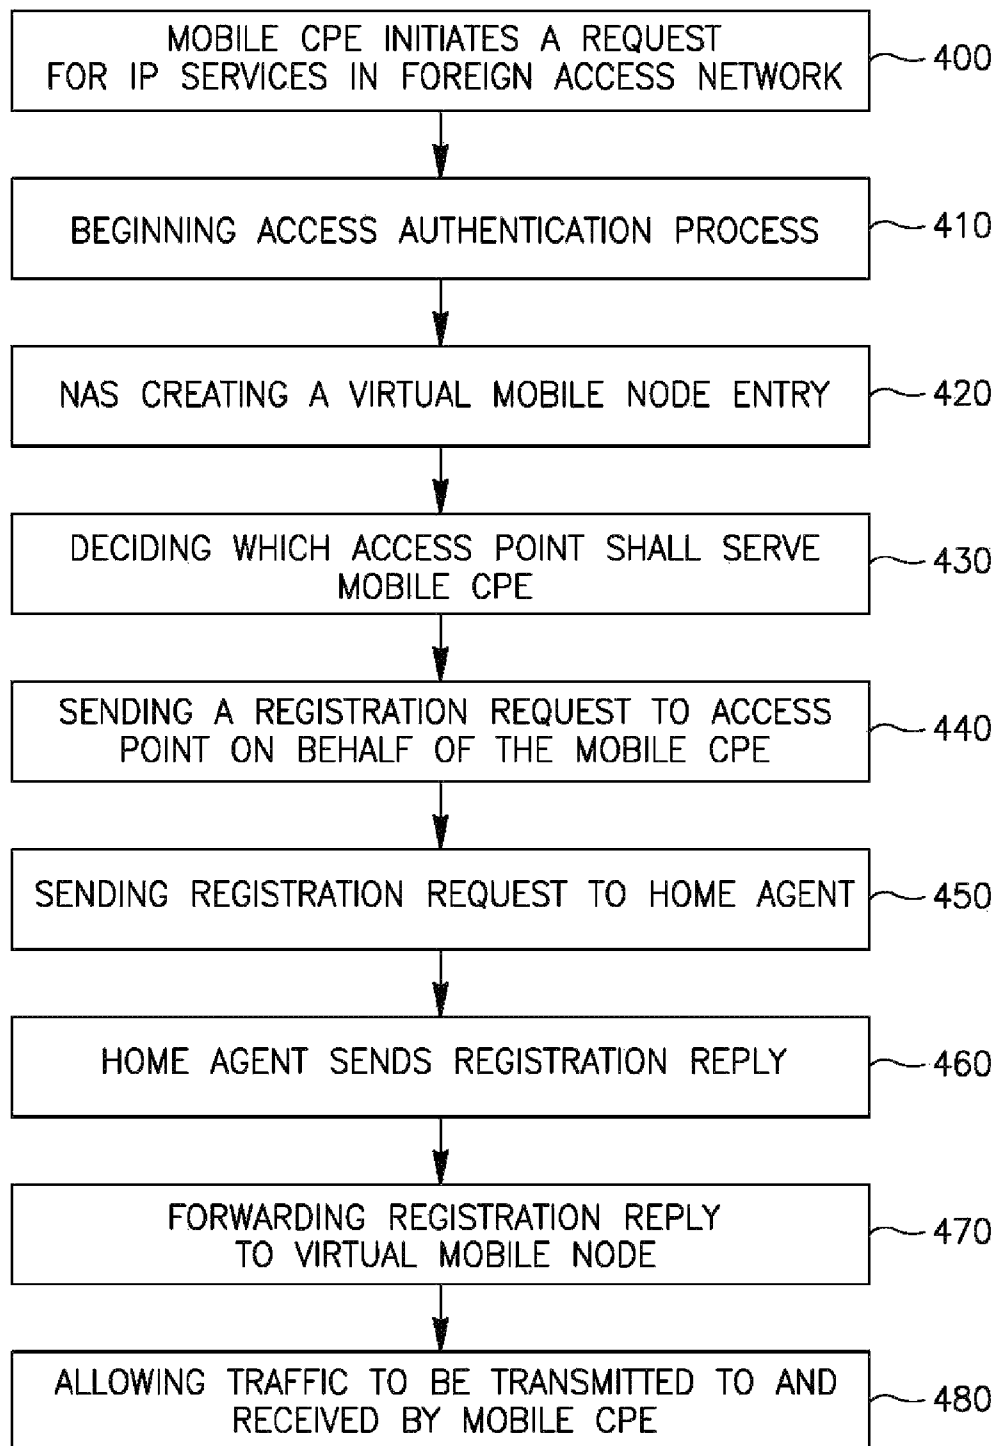 MOBILE CPE INITIATES A REQUEST
FOR IP SERVICES IN FOREIGN ACCESS NETWORK
400
BEGINNING ACCESS AUTHENTICATION PROCESS
410
NAS CREATING A VIRTUAL MOBILE NODE ENTRY
420
DECIDING WHICH ACCESS POINT SHALL SERVE
MOBILE CPE
430
SENDING A REGISTRATION REQUEST TO ACCESS
POINT ON BEHALF OF THE MOBILE CPE
440
SENDING REGISTRATION REQUEST TO HOME AGENT
450
HOME AGENT SENDS REGISTRATION REPLY
460
FORWARDING REGISTRATION REPLY
TO VIRTUAL MOBILE NODE
470
ALLOWING TRAFFIC TO BE TRANSMITTED TO AND
RECEIVED BY MOBILE CPE
480